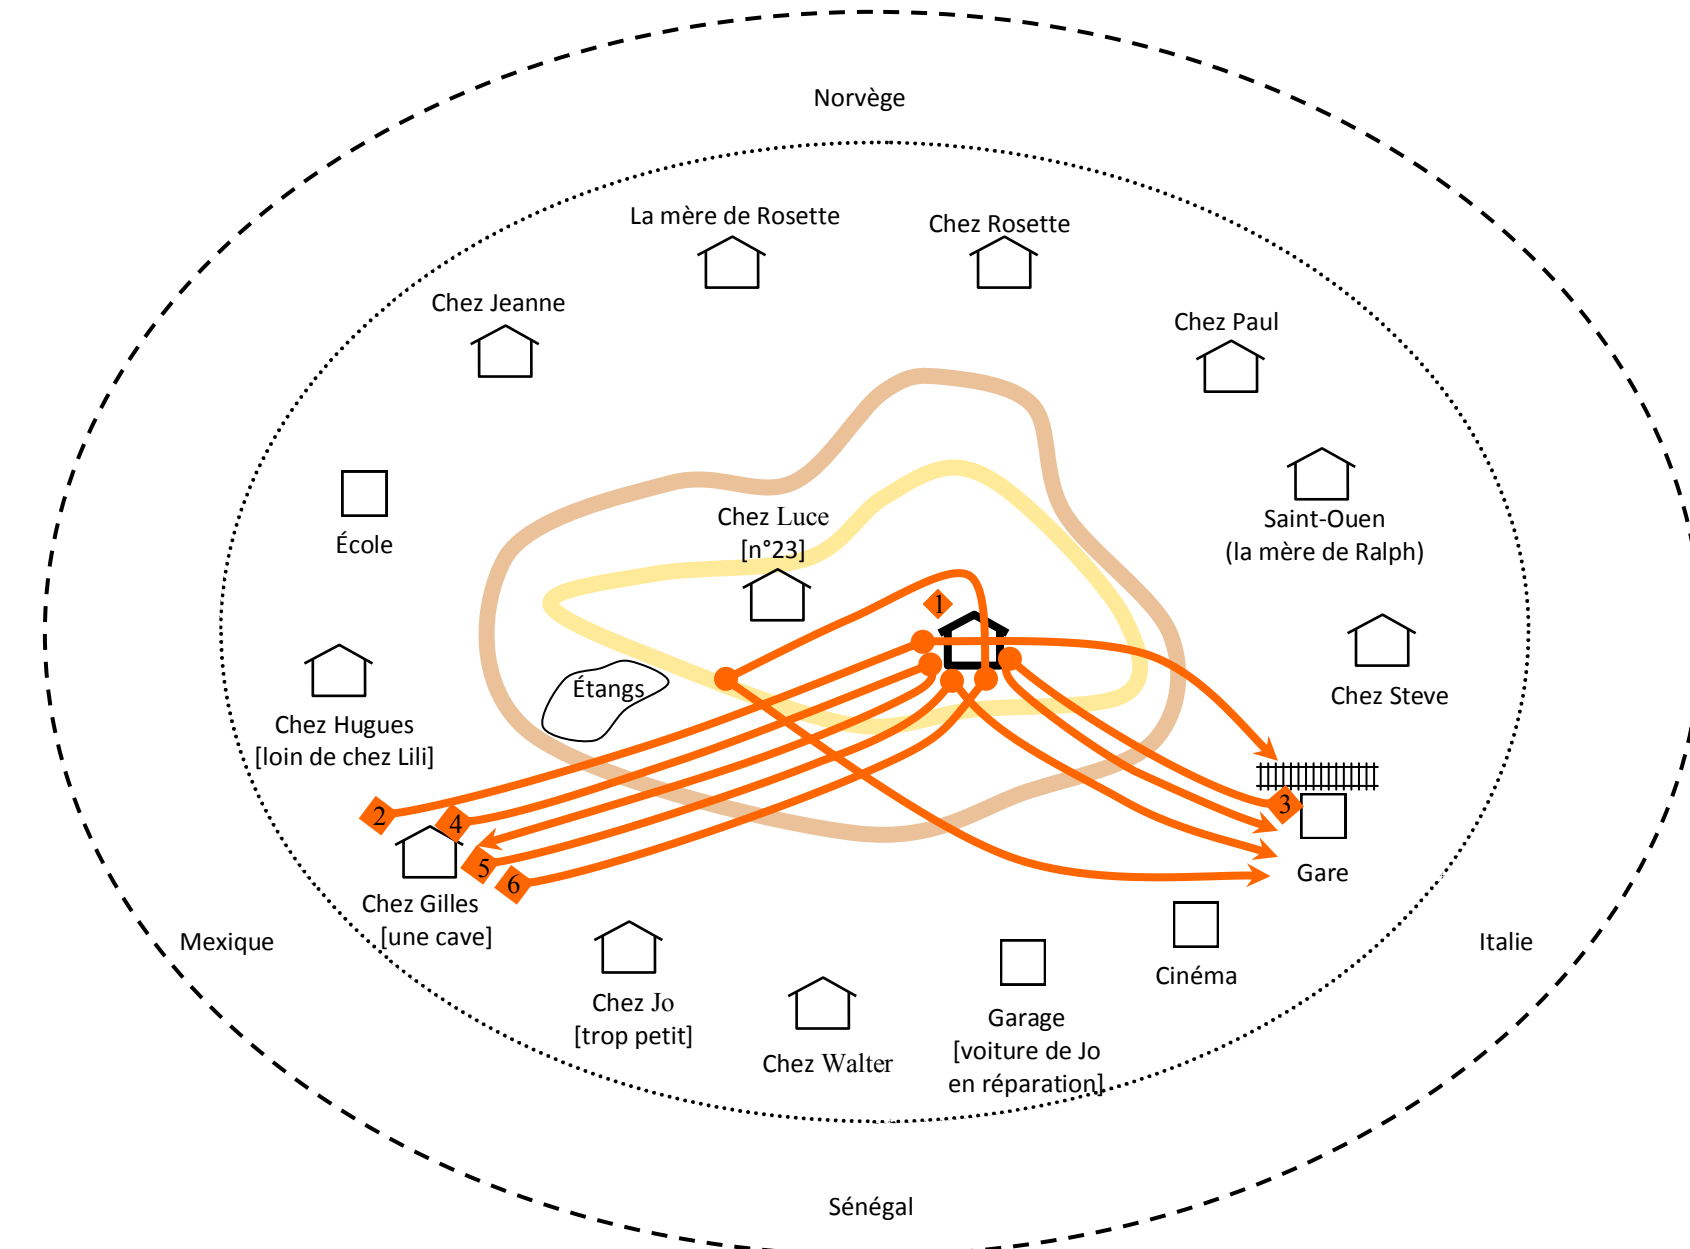 Norvège
La mère de Rosette
Chez Rosette
Chez Jeanne
Chez Paul
École
Chez Luce
[n°23]
Saint-Ouen
(la mère de Ralph)
1
Étangs
Chez Hugues
[loin de chez Lili]
Chez Steve
2
4
3
5
6
Gare
Chez Gilles
[une cave]
Mexique
Italie
Cinéma
Chez Jo
[trop petit]
Chez Walter
Garage
[voiture de Jo
en réparation]
Sénégal